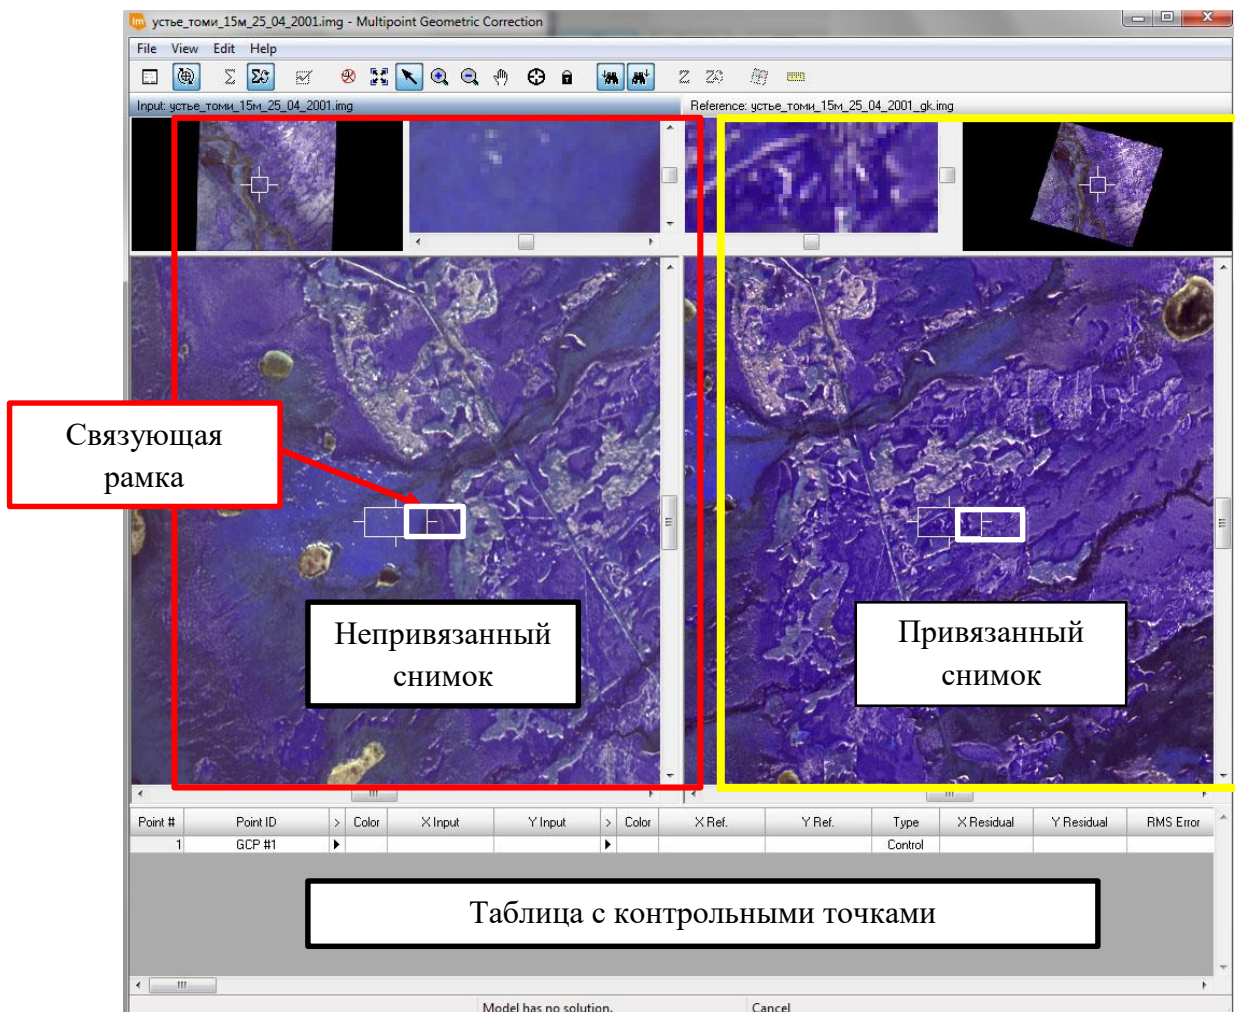 устье_томи_15м_25_04_2001.img - Multipoint Geometric Correction
File View Edit Help
Input: устье_томи_15м_25_04_2001.img
Reference: устье_томи_15м_25_04_2001_gk.img
Связующая
рамка
Непривязанный
снимок
Привязанный
снимок
Point # Point ID > Color X Input Y Input > Color X Ref. Y Ref. Type X Residual Y Residual RMS Error
1 GCP #1 Control
Таблица с контрольными точками
Model has no solution. Cancel